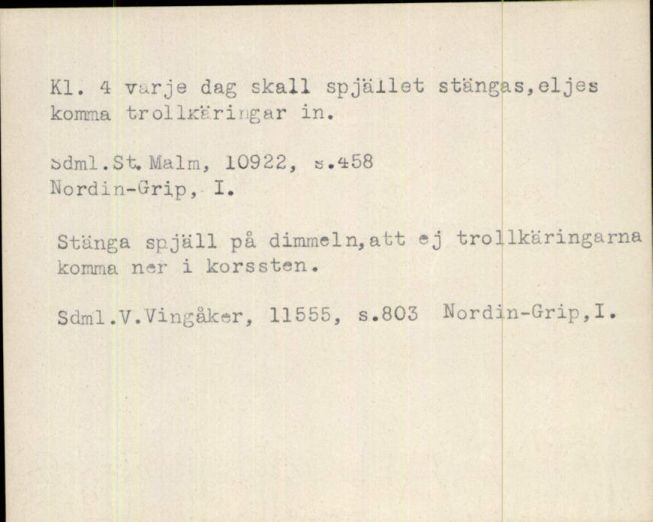 Kl. 4 varje dag skall spjället stängas,eljes
komma trollkäringar in.
Sdml.St. Malm, 10922, s.458
Nordin-Grip, I.
Stänga spjäll på dimmeln,att ej trollkäringarna
komma ner i korssten.
Sdml.V.Vingåker, 11555, s.803 Nordin-Grip,I.